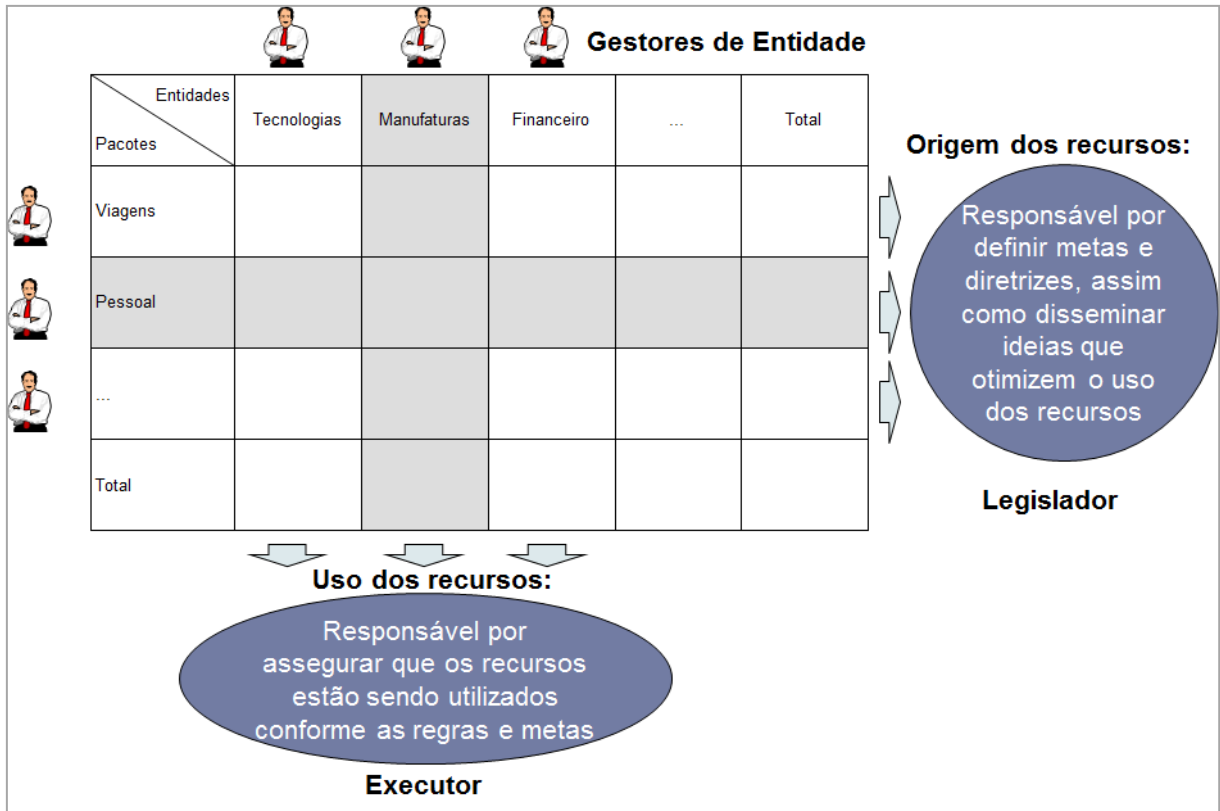 Gestores de Entidade
Entidades
Pacotes
Tecnologias
Manufaturas
Financeiro
...
Total
Viagens
Pessoal
...
Total
Origem dos recursos:
Responsável por
definir metas e
diretrizes, assim
como disseminar
ideias que
otimizem o uso
dos recursos
Legislador
Uso dos recursos:
Responsável por
assegurar que os recursos
estão sendo utilizados
conforme as regras e metas
Executor